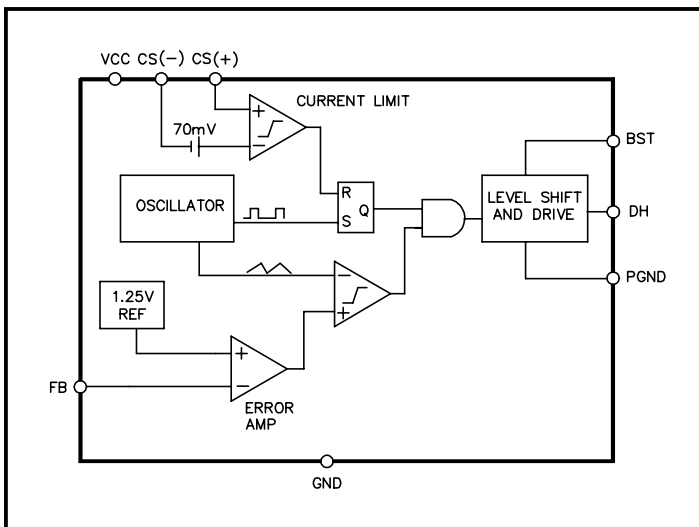 VCC CS(−) CS(+)
CURRENT LIMIT
70mV
+
−
BST
OSCILLATOR
R
S
Q
LEVEL SHIFT
AND DRIVE
DH
PGND
−
+
1.25V
REF
+
−
FB
ERROR
AMP
GND